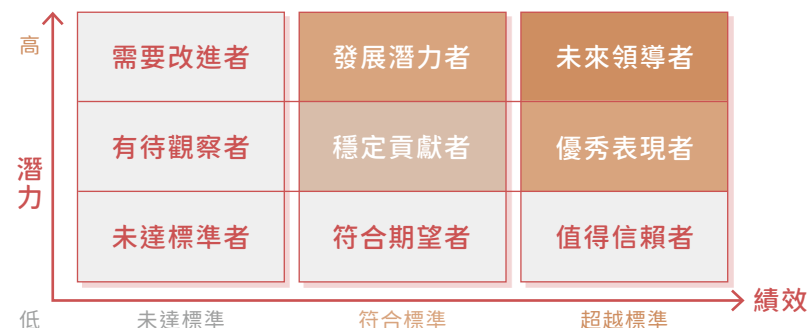 高
需要改進者
發展潛力者
未來領導者
潛力
有待觀察者
穩定貢獻者
優秀表現者
未達標準者
符合期望者
值得信賴者
績效
低
未達標準
符合標準
超越標準